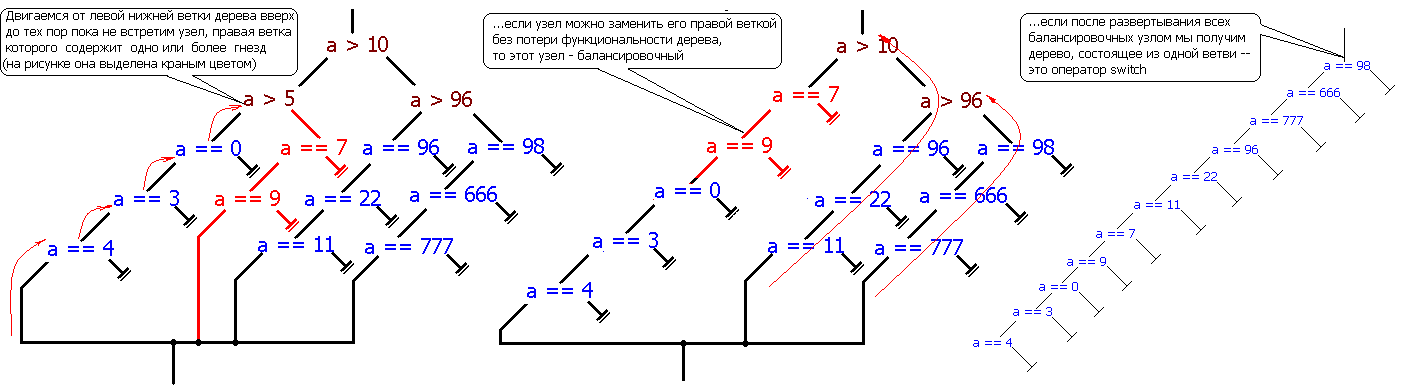 Двигаемся от левой нижней ветки дерева вверх
до тех пор пока не встретим узел, правая ветка
которого содержит одно или более гнезд
(на рисунке она выделена краным цветом)
a > 10
a > 5
a > 96
a == 0
a == 7
a == 96
a == 98
a == 3
a == 9
a == 22
a == 666
a == 4
a == 11
a == 777
...если узел можно заменить его правой веткой
без потери функциональности дерева,
то этот узел - балансировочный
a > 10
a == 7
a > 96
a == 9
a == 96
a == 98
a == 0
a == 22
a == 666
a == 3
a == 11
a == 777
a == 4
...если после развертывания всех
балансировочных узлом мы получим
дерево, состоящее из одной ветви --
это оператор switch
a == 98
a == 666
a == 777
a == 96
a == 22
a == 11
a == 7
a == 9
a == 0
a == 3
a == 4